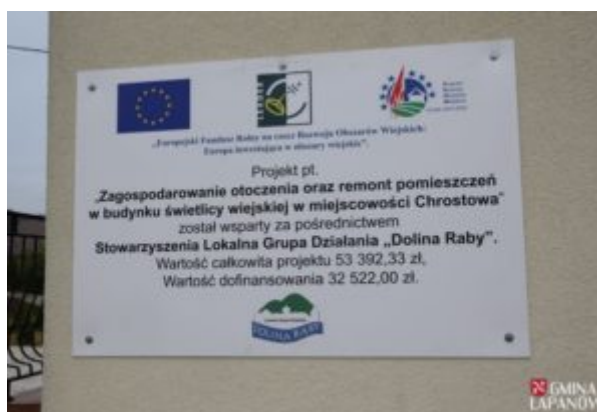 LEADER
„Europejski Fundusz Rolny na rzecz Rozwoju Obszarów Wiejskich:
Europa inwestująca w obszary wiejskie”.
Projekt pt.
„Zagospodarowanie otoczenia oraz remont pomieszczeń
w budynku świetlicy wiejskiej w miejscowości Chrostowa”
został wsparty za pośrednictwem
Stowarzyszenia Lokalna Grupa Działania „Dolina Raby”.
Wartość całkowita projektu 53 392,33 zł,
Wartość dofinansowania 32 522,00 zł.
DOLINA RABY
GMINA
ŁAPANÓW